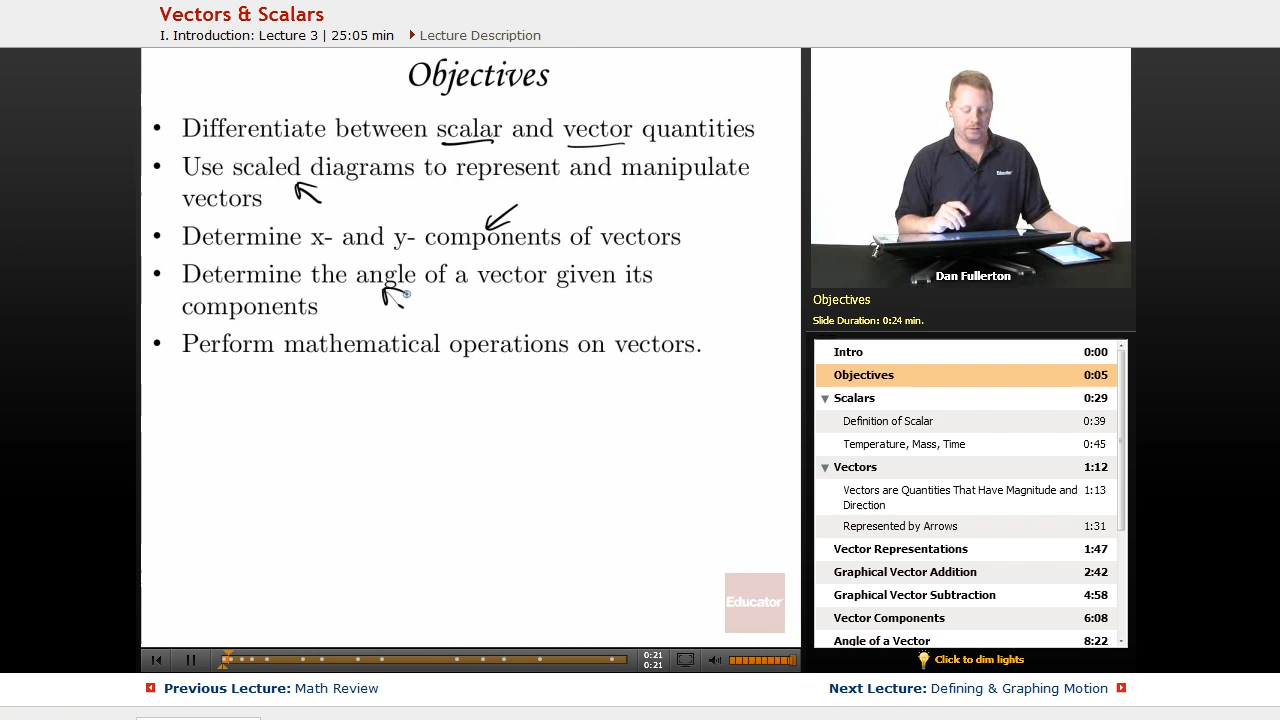 Vectors & Scalars
I. Introduction: Lecture 3 | 25:05 min
Lecture Description
Objectives
• Differentiate between scalar and vector quantities
• Use scaled diagrams to represent and manipulate
vectors
• Determine x- and y- components of vectors
• Determine the angle of a vector given its
components
• Perform mathematical operations on vectors.
Educator
Educator
Dan Fullerton
Objectives
Slide Duration: 0:24 min.
Intro 0:00
Objectives 0:05
Scalars 0:29
Definition of Scalar 0:39
Temperature, Mass, Time 0:45
Vectors 1:12
Vectors are Quantities That Have Magnitude and 1:13
Direction
Represented by Arrows 1:31
Vector Representations 1:47
Graphical Vector Addition 2:42
Graphical Vector Subtraction 4:58
Vector Components 6:08
Angle of a Vector 8:22
0:21
0:21
Click to dim lights
Previous Lecture: Math Review
Next Lecture: Defining & Graphing Motion